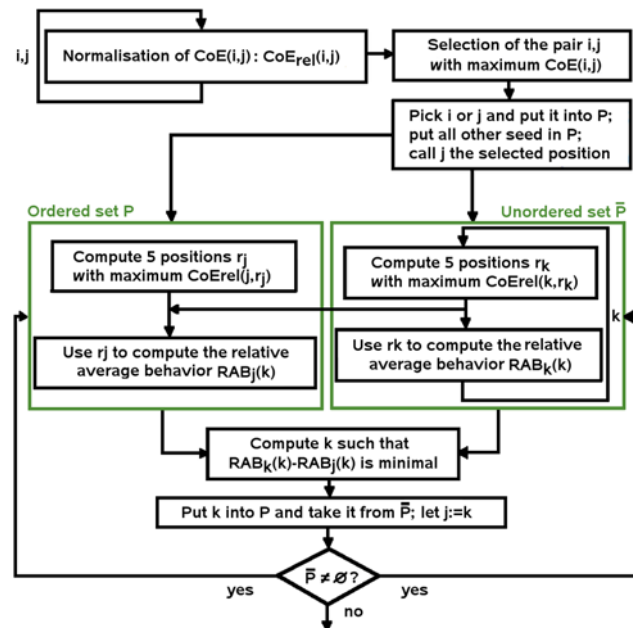 i,j
Normalisation of CoE(i,j) : CoErel(i,j)
Selection of the pair i,j
with maximum CoE(i,j)
Pick i or j and put it into P;
put all other seed in P;
call j the selected position
Ordered set P
Unordered set P̄
Compute 5 positions rj
with maximum CoErel(j,rj)
Compute 5 positions rk
with maximum CoErel(k,rk)
k
Use rj to compute the relative
average behavior RABj(k)
Use rk to compute the relative
average behavior RABk(k)
Compute k such that
RABk(k)-RABj(k) is minimal
Put k into P and take it from P̄; let j:=k
P̄ ≠ ∅ ?
yes
yes
no